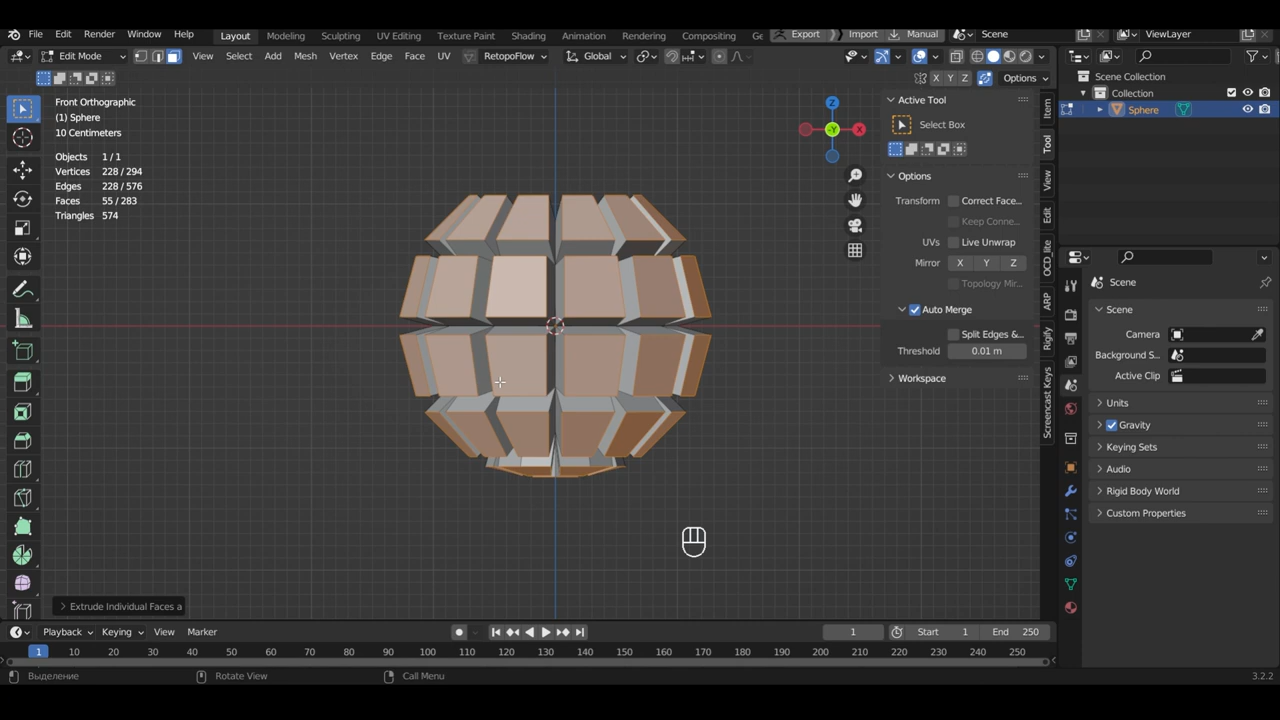 File Edit Render Window Help Layout Modeling Sculpting UV Editing Texture Paint Shading Animation Rendering Compositing Ge Export Import Manual Scene ViewLayer
Edit Mode View Select Add Mesh Vertex Edge Face UV RetopoFlow Global
X Y Z Options
Front Orthographic
(1) Sphere
10 Centimeters
Objects 1 / 1
Vertices 228 / 294
Edges 228 / 576
Faces 55 / 283
Triangles 574
Z
-Y
X
Active Tool
Select Box
Options
Transform Correct Face...
Keep Conne...
UVs Live Unwrap
Mirror X Y Z
Topology Mir...
Auto Merge
Split Edges &...
Threshold 0.01 m
Workspace
Item
Tool
View
Edit
OCD_lite
ARP
Rigify
Screencast Keys
Scene Collection
Collection
Sphere
Scene
Scene
Camera
Background S...
Active Clip
Units
Gravity
Keying Sets
Audio
Rigid Body World
Custom Properties
Extrude Individual Faces a
Playback Keying View Marker 1 Start 1 End 250
1 10 20 30 40 50 60 70 80 90 100 110 120 130 140 150 160 170 180 190 200 210 220 230 240 250
Выделение Rotate View Call Menu 3.2.2